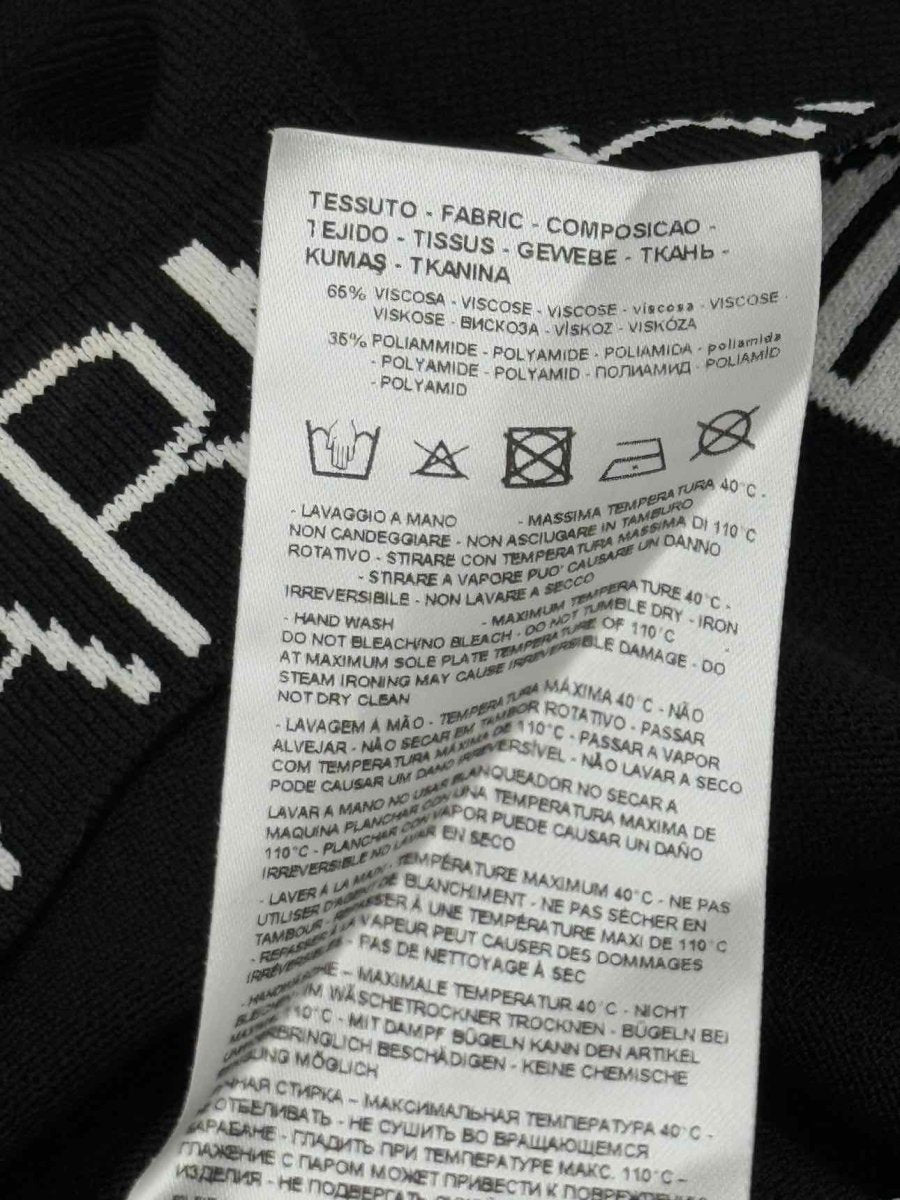 TESSUTO - FABRIC - COMPOSICAO -
TEJIDO - TISSUS - GEWEBE - ТКАНЬ -
KUMAŞ - TKANINA
65% VISCOSA - VISCOSE - VISCOSE - viscosa - VISCOSE -
VISKOSE - ВИСКОЗА - VİSKOZ - VISKÓZA
35% POLIAMMIDE - POLYAMIDE - POLIAMIDA - poliamida
- POLYAMIDE - POLYAMID - ПОЛИАМИД - POLIAMİD
- POLYAMID
- LAVAGGIO A MANO - MASSIMA TEMPERATURA 40°C -
NON CANDEGGIARE - NON ASCIUGARE IN TAMBURO
ROTATIVO - STIRARE CON TEMPERATURA MASSIMA DI 110°C
- STIRARE A VAPORE PUO' CAUSARE UN DANNO
IRREVERSIBILE - NON LAVARE A SECCO
- HAND WASH - MAXIMUM TEMPERATURE 40°C -
DO NOT BLEACH/NO BLEACH - DO NOT TUMBLE DRY - IRON
AT MAXIMUM SOLE PLATE TEMPERATURE OF 110°C -
STEAM IRONING MAY CAUSE IRREVERSIBLE DAMAGE - DO
NOT DRY CLEAN
- LAVAGEM À MÃO - TEMPERATURA MÁXIMA 40°C - NÃO
ALVEJAR - NÃO SECAR EM TAMBOR ROTATIVO - PASSAR
COM TEMPERATURA MÁXIMA DE 110°C - PASSAR A VAPOR
PODE CAUSAR UM DANO IRREVERSÍVEL - NÃO LAVAR A SECO
LAVAR A MANO NO USAR BLANQUEADOR NO SECAR A
MAQUINA PLANCHAR CON UNA TEMPERATURA MAXIMA DE
110°C - PLANCHAR CON VAPOR PUEDE CAUSAR UN DAÑO
IRREVERSIBLE NO LAVAR EN SECO
- LAVER À LA MAIN - TEMPÉRATURE MAXIMUM 40°C - NE PAS
UTILISER D'AGENT DE BLANCHIMENT - NE PAS SÉCHER EN
TAMBOUR - REPASSER À UNE TEMPÉRATURE MAXI DE 110°C
- REPASSER À LA VAPEUR PEUT CAUSER DES DOMMAGES
IRRÉVERSIBLES - PAS DE NETTOYAGE À SEC
- HANDWÄSCHE – MAXIMALE TEMPERATUR 40°C - NICHT
IM WÄSCHETROCKNER TROCKNEN - BÜGELN BEI
110°C - MIT DAMPF BÜGELN KANN DEN ARTIKEL
BESCHÄDIGEN - KEINE CHEMISCHE
MÖGLICH
СТИРКА – МАКСИМАЛЬНАЯ ТЕМПЕРАТУРА 40°C -
ОТБЕЛИВАТЬ - НЕ СУШИТЬ ВО ВРАЩАЮЩЕМСЯ
БАРАБАНЕ - ГЛАДИТЬ ПРИ ТЕМПЕРАТУРЕ МАКС. 110°C -
ГЛАЖЕНИЕ С ПАРОМ МОЖЕТ ПРИВЕСТИ К
ИЗДЕЛИЯ - НЕ ПОДВЕРГАТЬ